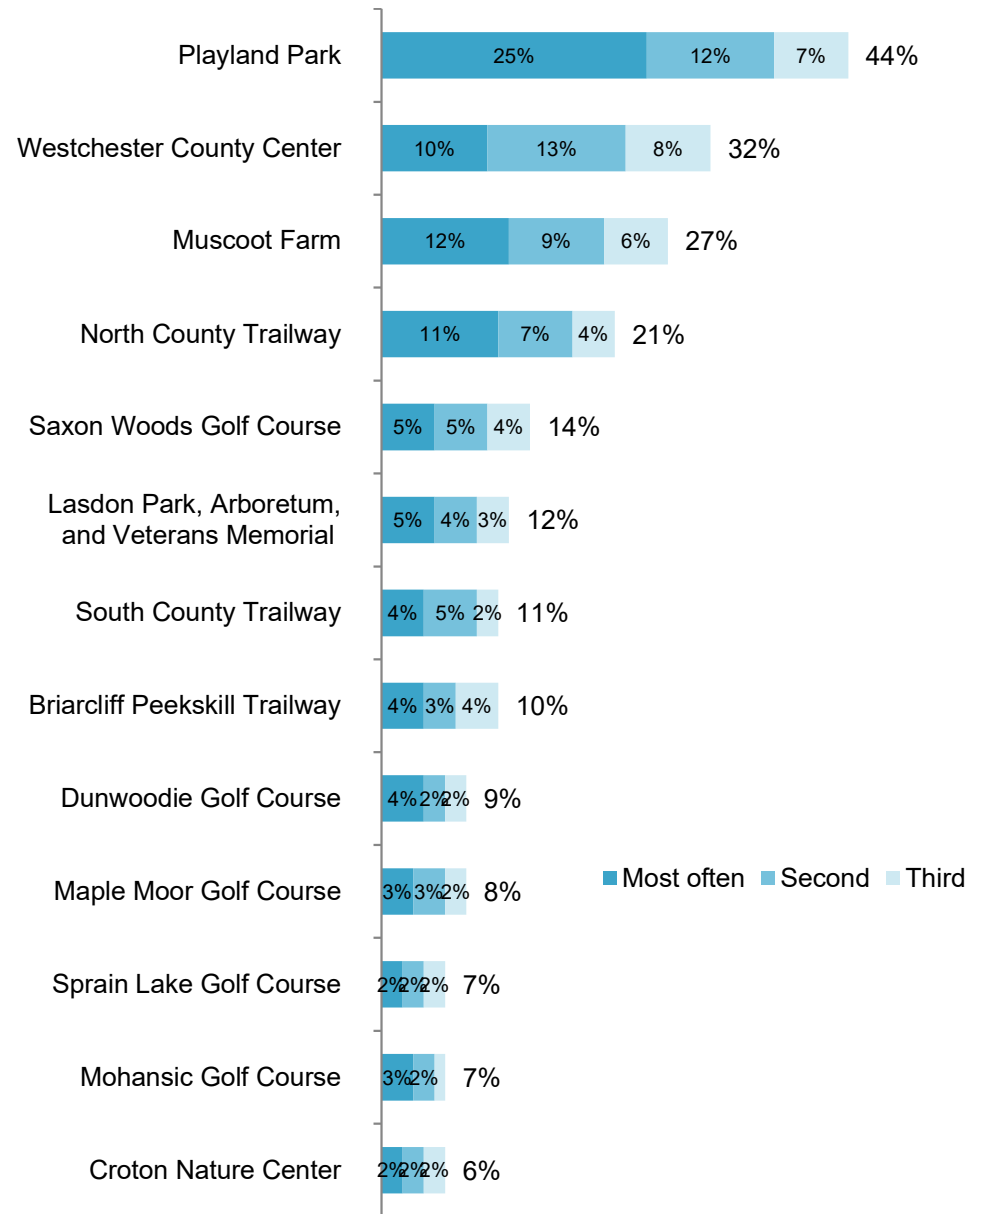 Playland Park 25% 12% 7% 44%
Westchester County Center 10% 13% 8% 32%
Muscoot Farm 12% 9% 6% 27%
North County Trailway 11% 7% 4% 21%
Saxon Woods Golf Course 5% 5% 4% 14%
Lasdon Park, Arboretum,
and Veterans Memorial 5% 4% 3% 12%
South County Trailway 4% 5% 2% 11%
Briarcliff Peekskill Trailway 4% 3% 4% 10%
Dunwoodie Golf Course 4% 2% 2% 9%
Most often Second Third
Maple Moor Golf Course 3% 3% 2% 8%
Sprain Lake Golf Course 2% 2% 2% 7%
Mohansic Golf Course 3% 2% 7%
Croton Nature Center 2% 2% 2% 6%